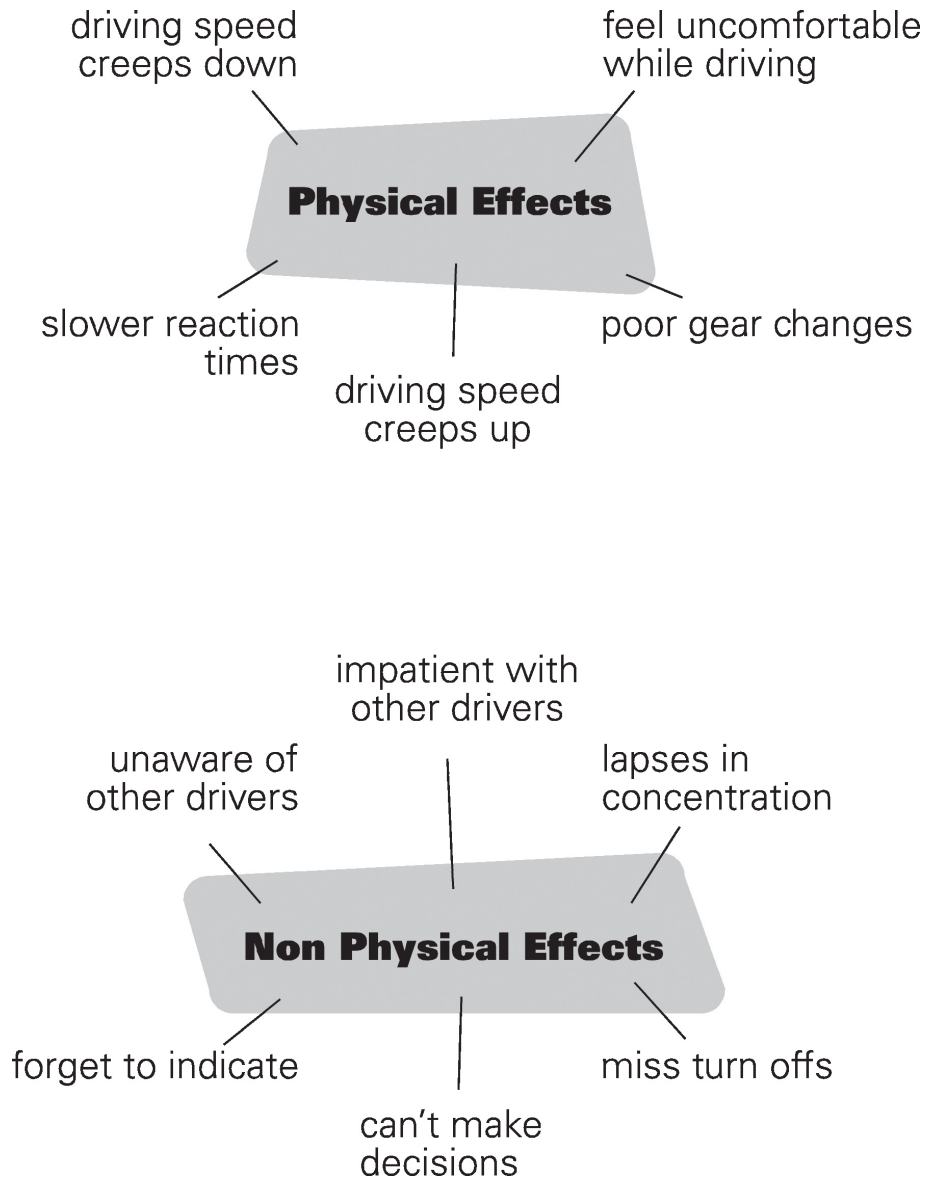 driving speed
creeps down
feel uncomfortable
while driving
Physical Effects
slower reaction
times
driving speed
creeps up
poor gear changes
impatient with
other drivers
unaware of
other drivers
lapses in
concentration
Non Physical Effects
forget to indicate
can't make
decisions
miss turn offs